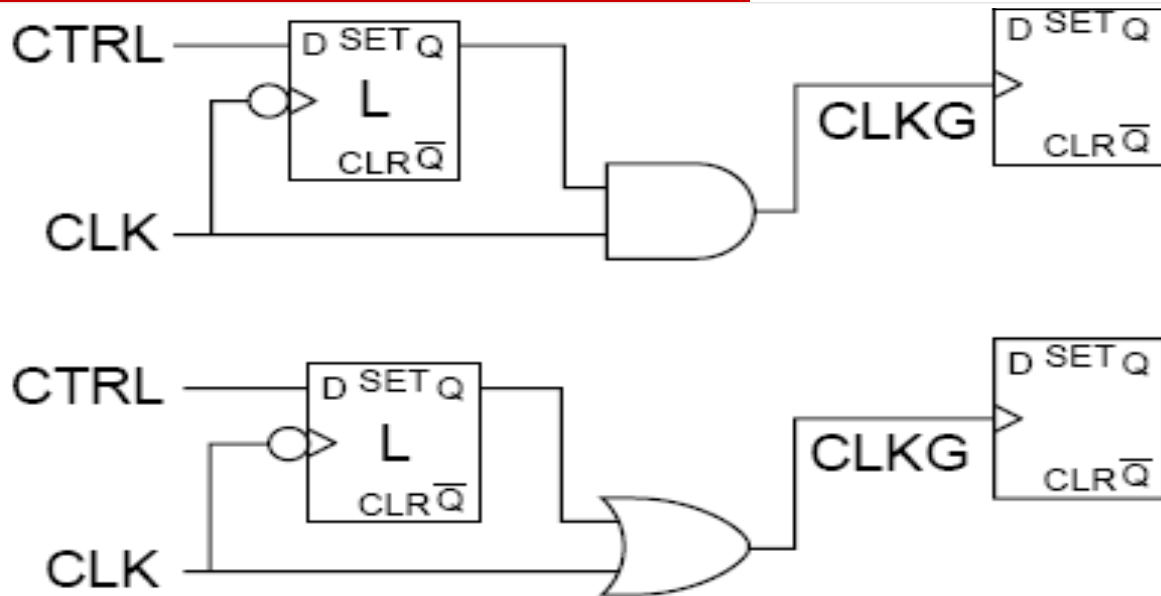 CTRL
D SET Q
L
CLR Q̅
CLK
CLKG
D SET Q
CLR Q̅
CTRL
D SET Q
L
CLR Q̅
CLK
CLKG
D SET Q
CLR Q̅